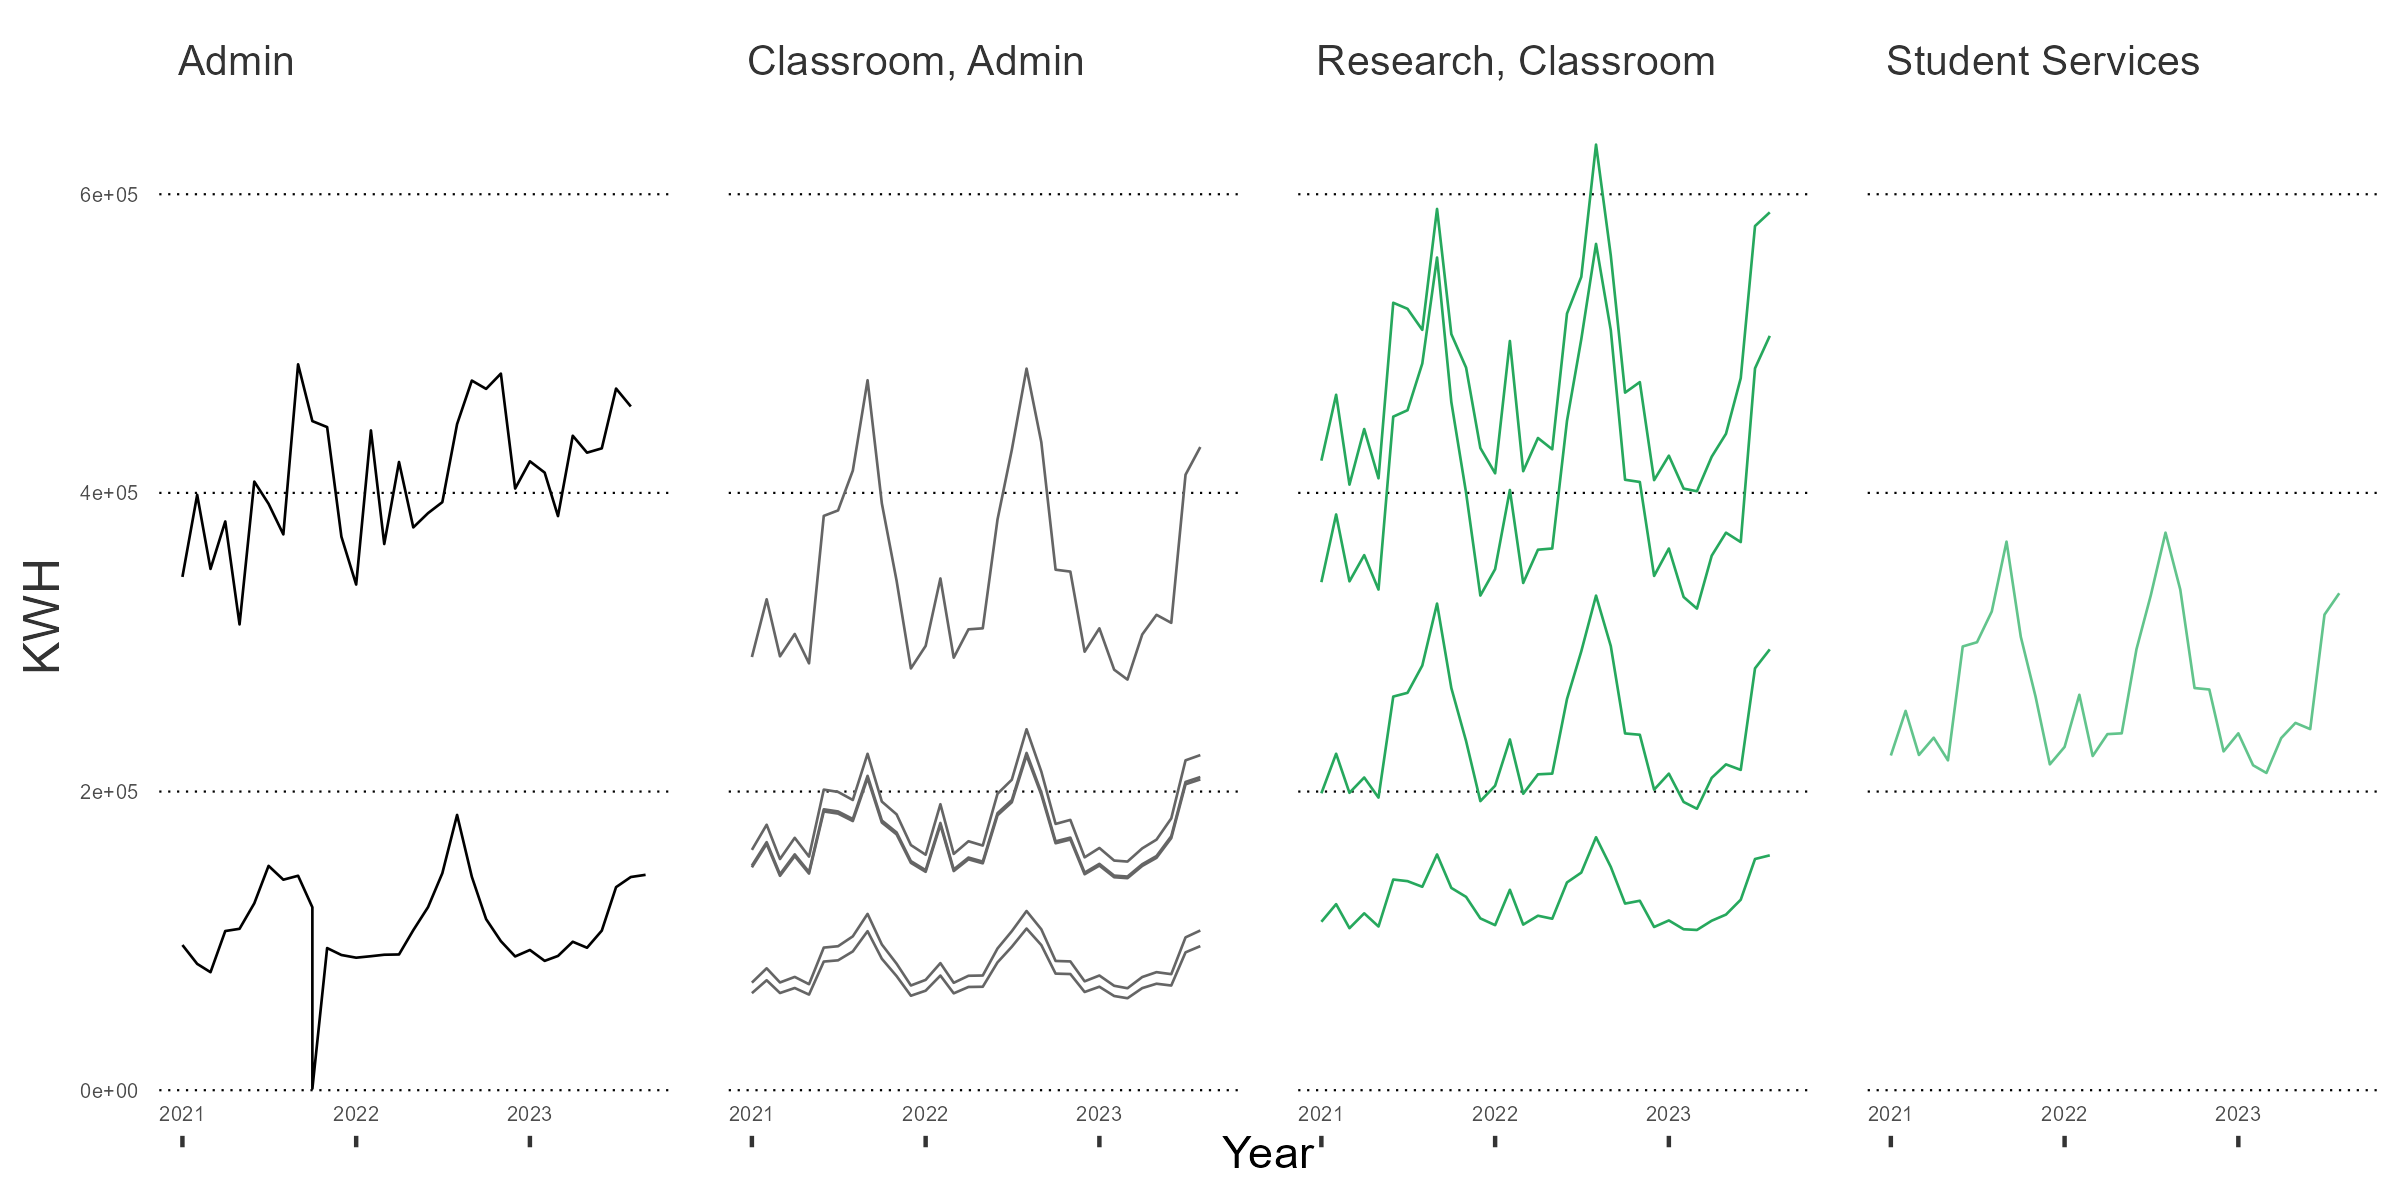 Admin
Classroom, Admin
Research, Classroom
Student Services
KWH
6e+05
4e+05
2e+05
0e+00
2021 2022 2023
2021 2022 2023
2021 2022 2023
2021 2022 2023
Year